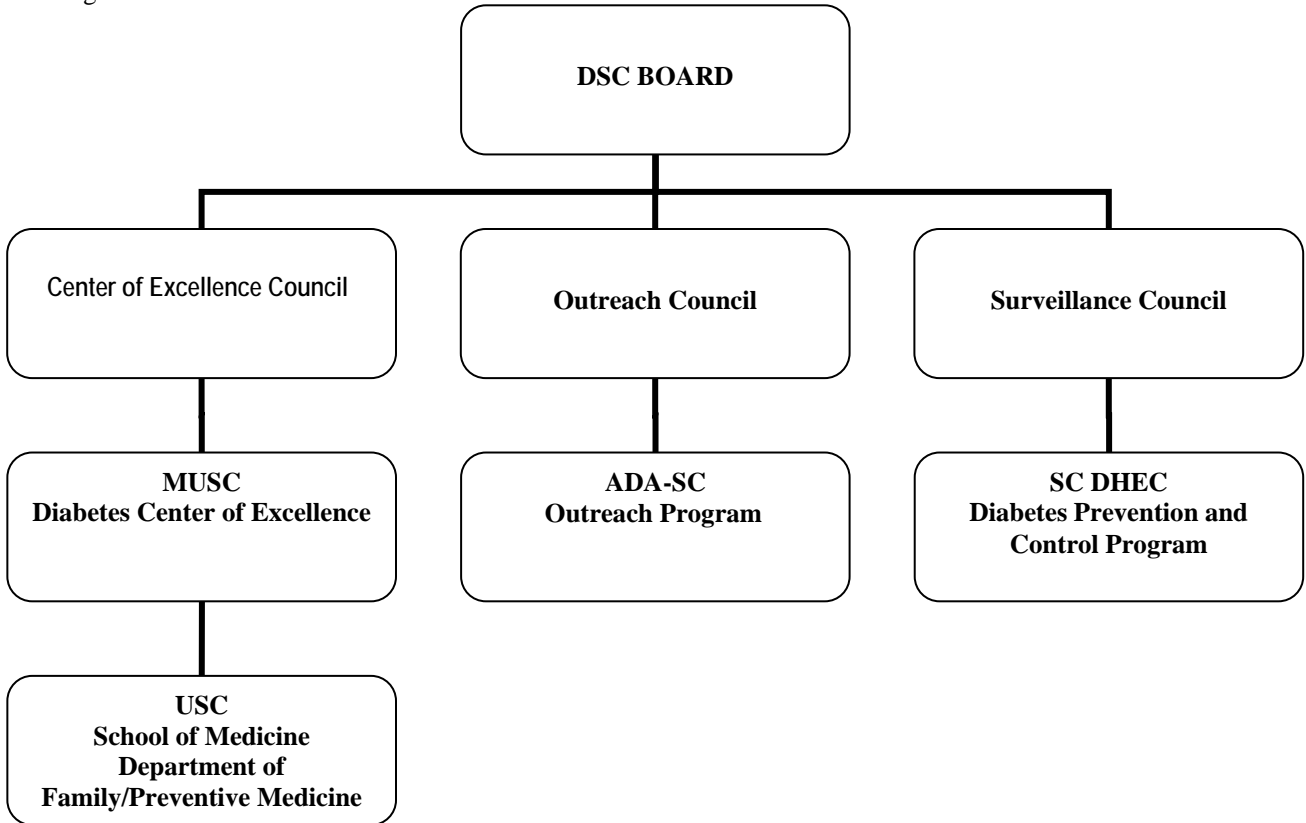 DSC BOARD
Center of Excellence Council
Outreach Council
Surveillance Council
MUSC
Diabetes Center of Excellence
ADA-SC
Outreach Program
SC DHEC
Diabetes Prevention and
Control Program
USC
School of Medicine
Department of
Family/Preventive Medicine